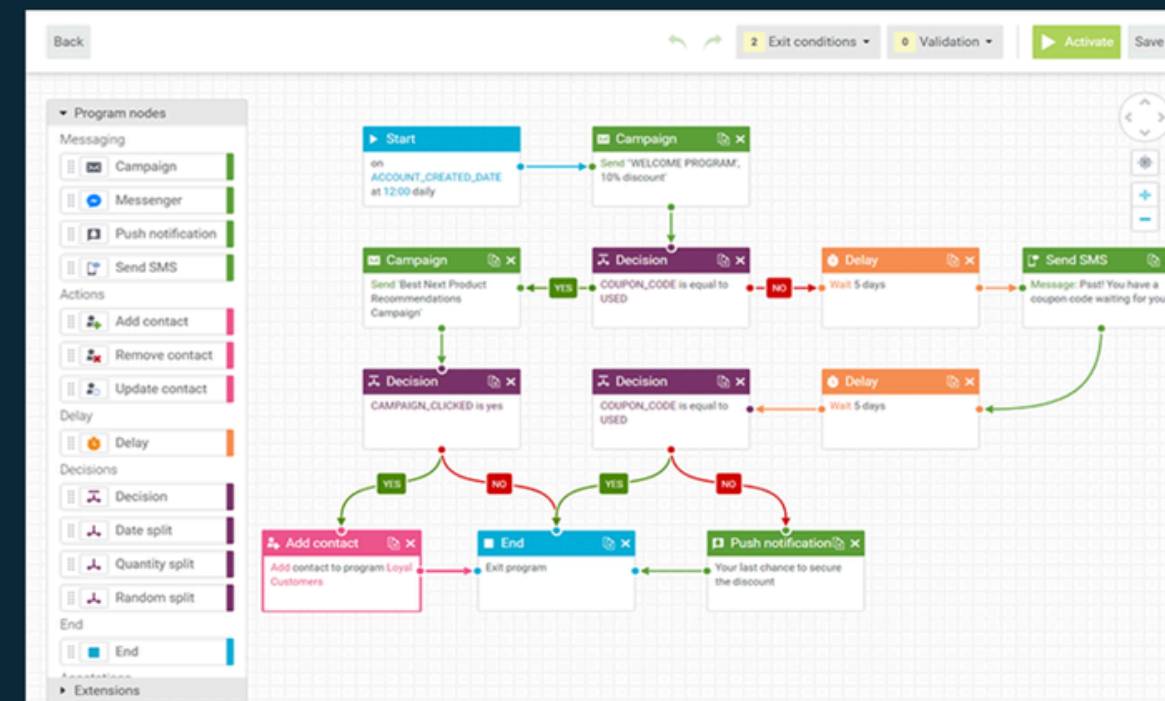 Back
2 Exit conditions
0 Validation
Activate
Save
Program nodes
Messaging
Campaign
Messenger
Push notification
Send SMS
Actions
Add contact
Remove contact
Update contact
Delay
Delay
Decisions
Decision
Date split
Quantity split
Random split
End
End
Extensions
Start
on
ACCOUNT_CREATED_DATE
at 12:00 daily
Campaign
Send 'WELCOME PROGRAM',
10% discount'
Campaign
Send 'Best Next Product
Recommendations
Campaign'
YES
Decision
COUPON_CODE is equal to
USED
NO
Delay
Wait 5 days
Send SMS
Message: Psst! You have a
coupon code waiting for you
Decision
CAMPAIGN_CLICKED is yes
Decision
COUPON_CODE is equal to
USED
Delay
Wait 5 days
YES
NO
YES
NO
Add contact
Add contact to program Loyal
Customers
End
Exit program
Push notification
Your last chance to secure
the discount